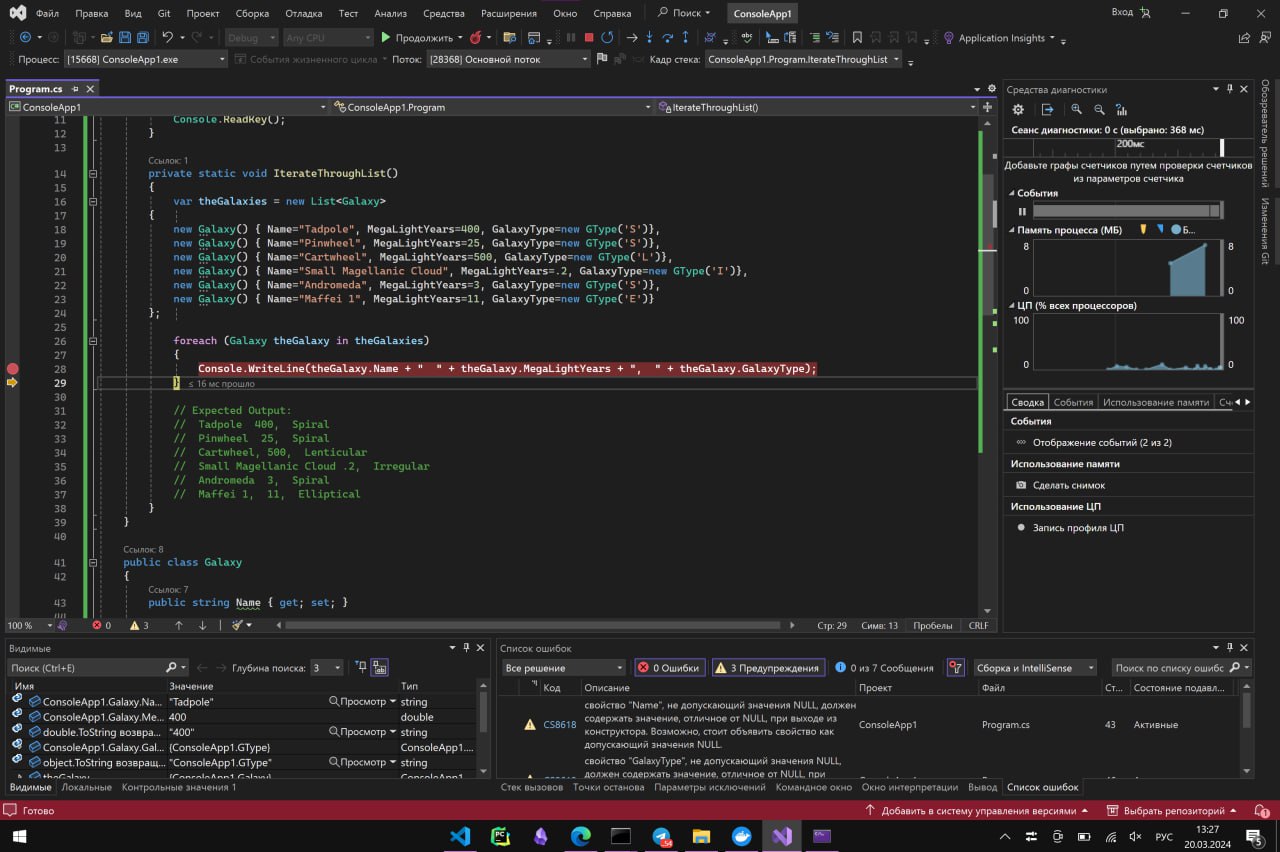 Файл Правка Вид Git Проект Сборка Отладка Тест Анализ Средства Расширения Окно Справка Поиск ConsoleApp1 Вход
Debug Any CPU Продолжить Application Insights
Процесс: [15668] ConsoleApp1.exe События жизненного цикла Поток: [28368] Основной поток Кадр стека: ConsoleApp1.Program.IterateThroughList
Program.cs
ConsoleApp1 ConsoleApp1.Program IterateThroughList()
11 Console.ReadKey();
12 }
13
Ссылок: 1
14 private static void IterateThroughList()
15 {
16 var theGalaxies = new List<Galaxy>
17 {
18 new Galaxy() { Name="Tadpole", MegaLightYears=400, GalaxyType=new GType('S')},
19 new Galaxy() { Name="Pinwheel", MegaLightYears=25, GalaxyType=new GType('S')},
20 new Galaxy() { Name="Cartwheel", MegaLightYears=500, GalaxyType=new GType('L')},
21 new Galaxy() { Name="Small Magellanic Cloud", MegaLightYears=.2, GalaxyType=new GType('I')},
22 new Galaxy() { Name="Andromeda", MegaLightYears=3, GalaxyType=new GType('S')},
23 new Galaxy() { Name="Maffei 1", MegaLightYears=11, GalaxyType=new GType('E')}
24 };
25
26 foreach (Galaxy theGalaxy in theGalaxies)
27 {
28 Console.WriteLine(theGalaxy.Name + "  " + theGalaxy.MegaLightYears + ",  " + theGalaxy.GalaxyType);
29 } ≤ 16 мс прошло
30
31 // Expected Output:
32 //  Tadpole  400,  Spiral
33 //  Pinwheel  25,  Spiral
34 //  Cartwheel, 500,  Lenticular
35 //  Small Magellanic Cloud .2,  Irregular
36 //  Andromeda  3,  Spiral
37 //  Maffei 1,  11,  Elliptical
38 }
39 }
40
Ссылок: 8
41 public class Galaxy
42 {
Ссылок: 7
43 public string Name { get; set; }
100 % 0 3 Стр: 29 Симв: 13 Пробелы CRLF
Средства диагностики
Сеанс диагностики: 0 с (выбрано: 368 мс)
200мс
Добавьте графы счетчиков путем проверки счетчиков
из параметров счетчика
События
Память процесса (МБ) Б...
8 8
0 0
ЦП (% всех процессоров)
100 100
0 0
Сводка События Использование памяти Сч
События
Отображение событий (2 из 2)
Использование памяти
Сделать снимок
Использование ЦП
Запись профиля ЦП
Обозреватель решений
Изменения Git
Видимые
Поиск (Ctrl+E) Глубина поиска: 3
Имя Значение Тип
ConsoleApp1.Galaxy.Na... "Tadpole" Просмотр string
ConsoleApp1.Galaxy.Me... 400 double
double.ToString возвра... "400" Просмотр string
ConsoleApp1.Galaxy.Gal... {ConsoleApp1.GType} ConsoleApp1....
object.ToString возвращ... "ConsoleApp1.GType" Просмотр string
theGalaxy {ConsoleApp1.Galaxy} ConsoleApp1
Видимые Локальные Контрольные значения 1
Список ошибок
Все решение 0 Ошибки 3 Предупреждения 0 из 7 Сообщения Сборка и IntelliSense Поиск по списку ошибс
Код Описание Проект Файл Ст... Состояние подавл...
CS8618 свойство "Name", не допускающий значения NULL, должен
содержать значение, отличное от NULL, при выходе из
конструктора. Возможно, стоит объявить свойство как
допускающий значения NULL. ConsoleApp1 Program.cs 43 Активные
свойство "GalaxyType", не допускающий значения NULL,
должен содержать значение, отличное от NULL, при
Стек вызовов Точки останова Параметры исключений Командное окно Окно интерпретации Вывод Список ошибок
Готово Добавить в систему управления версиями Выбрать репозиторий 1
РУС 13:27
20.03.2024 5